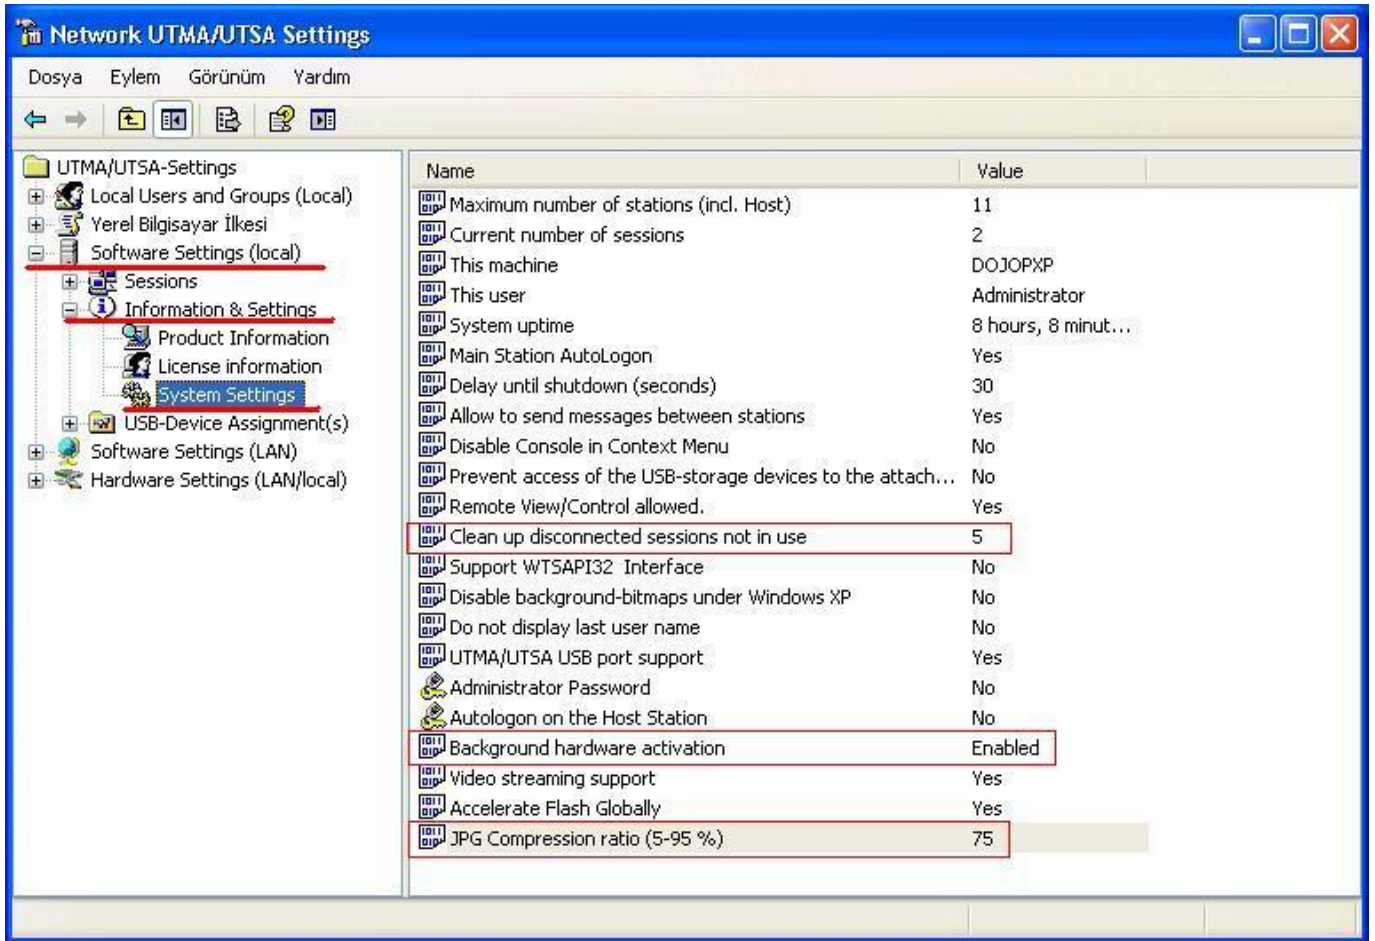 Network UTMA/UTSA Settings
Dosya Eylem Görünüm Yardım
UTMA/UTSA-Settings
Local Users and Groups (Local)
Yerel Bilgisayar İlkesi
Software Settings (local)
Sessions
Information & Settings
Product Information
License information
System Settings
USB-Device Assignment(s)
Software Settings (LAN)
Hardware Settings (LAN/local)
Name Value
Maximum number of stations (incl. Host) 11
Current number of sessions 2
This machine DOJOPXP
This user Administrator
System uptime 8 hours, 8 minut...
Main Station AutoLogon Yes
Delay until shutdown (seconds) 30
Allow to send messages between stations Yes
Disable Console in Context Menu No
Prevent access of the USB-storage devices to the attach... No
Remote View/Control allowed. Yes
Clean up disconnected sessions not in use 5
Support WTSAPI32 Interface No
Disable background-bitmaps under Windows XP No
Do not display last user name No
UTMA/UTSA USB port support Yes
Administrator Password No
Autologon on the Host Station No
Background hardware activation Enabled
Video streaming support Yes
Accelerate Flash Globally Yes
JPG Compression ratio (5-95 %) 75